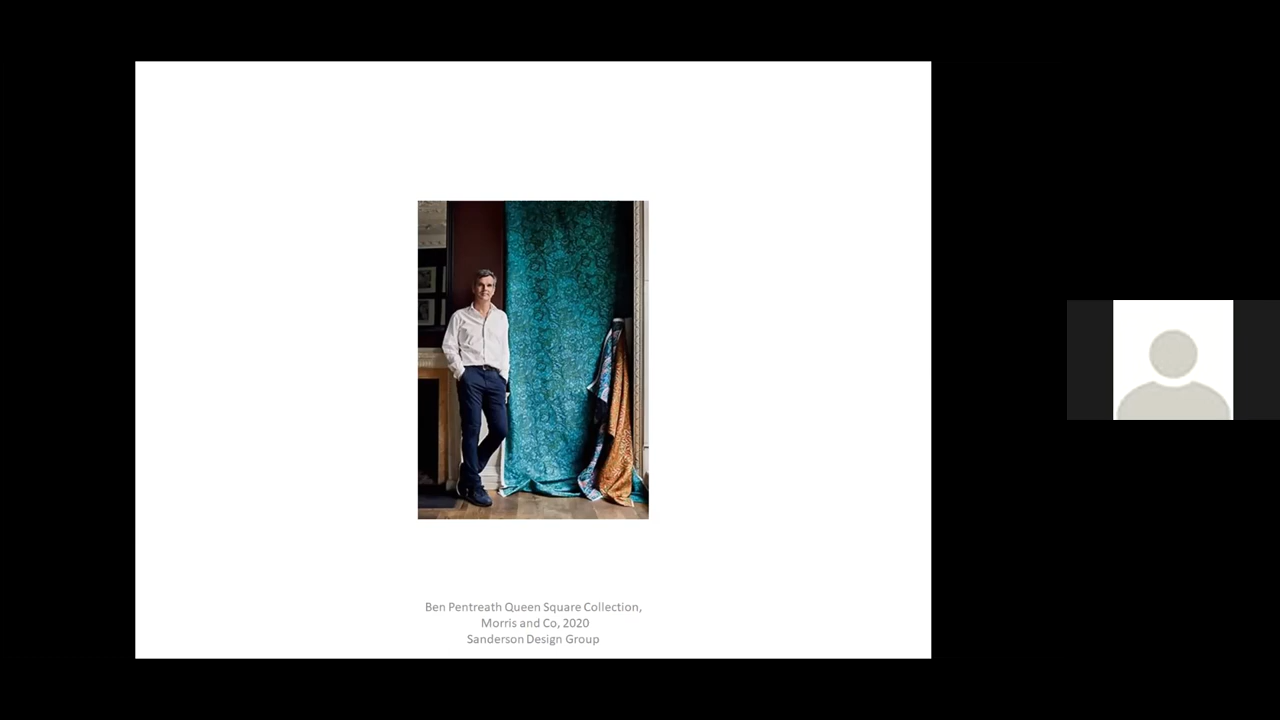 Ben Pentreath Queen Square Collection,
Morris and Co, 2020
Sanderson Design Group